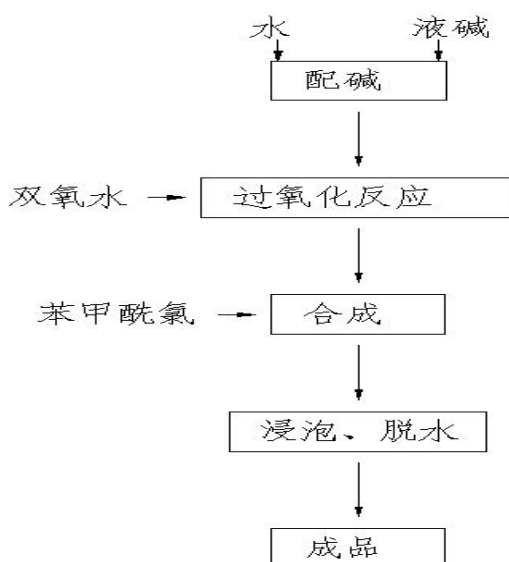 水 液碱
配碱
双氧水 过氧化反应
苯甲酰氯 合成
浸泡、脱水
成品